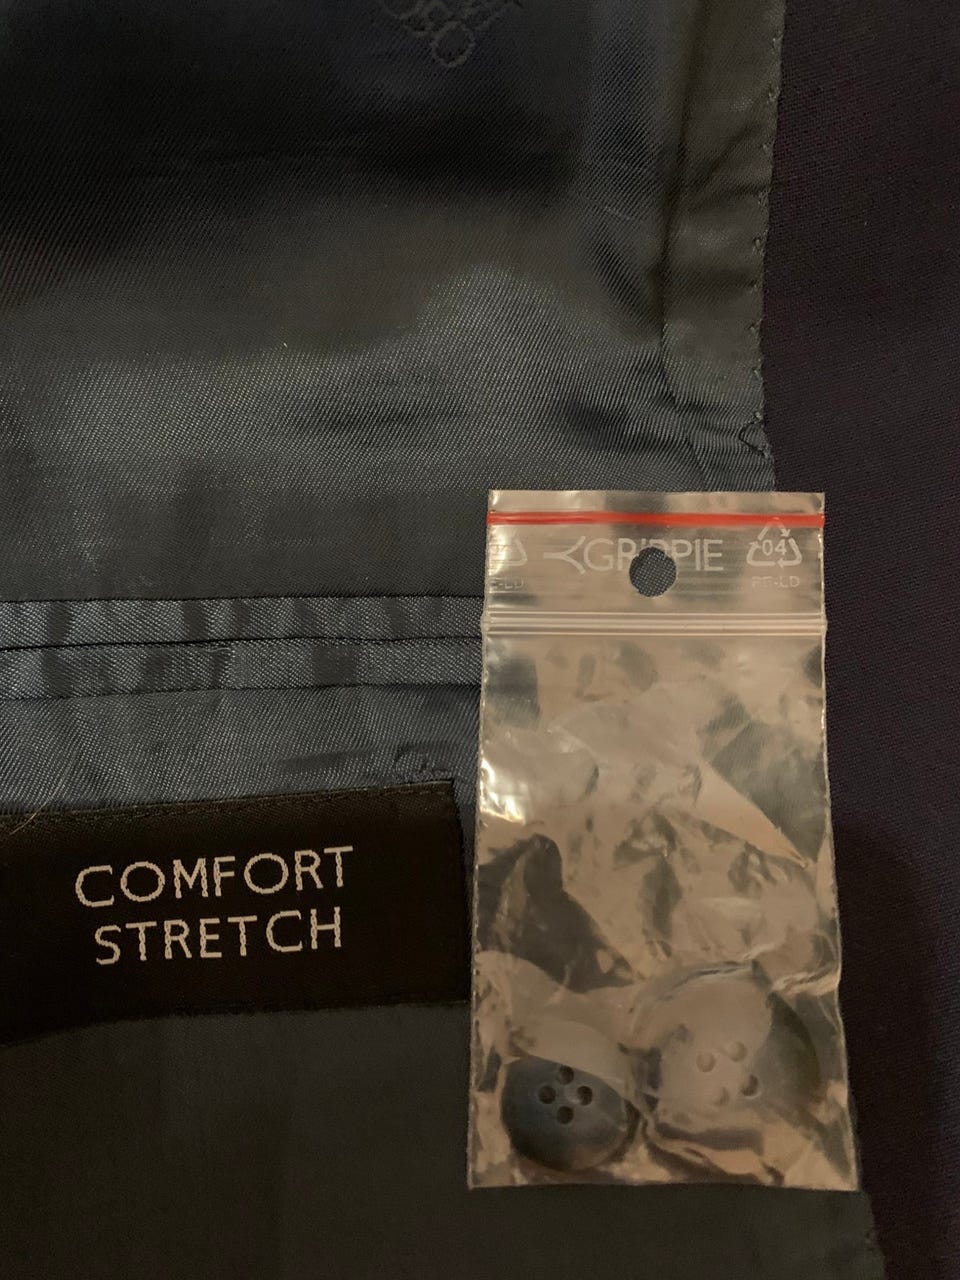 GRIPPIE
04
PE-LD
COMFORT
STRETCH